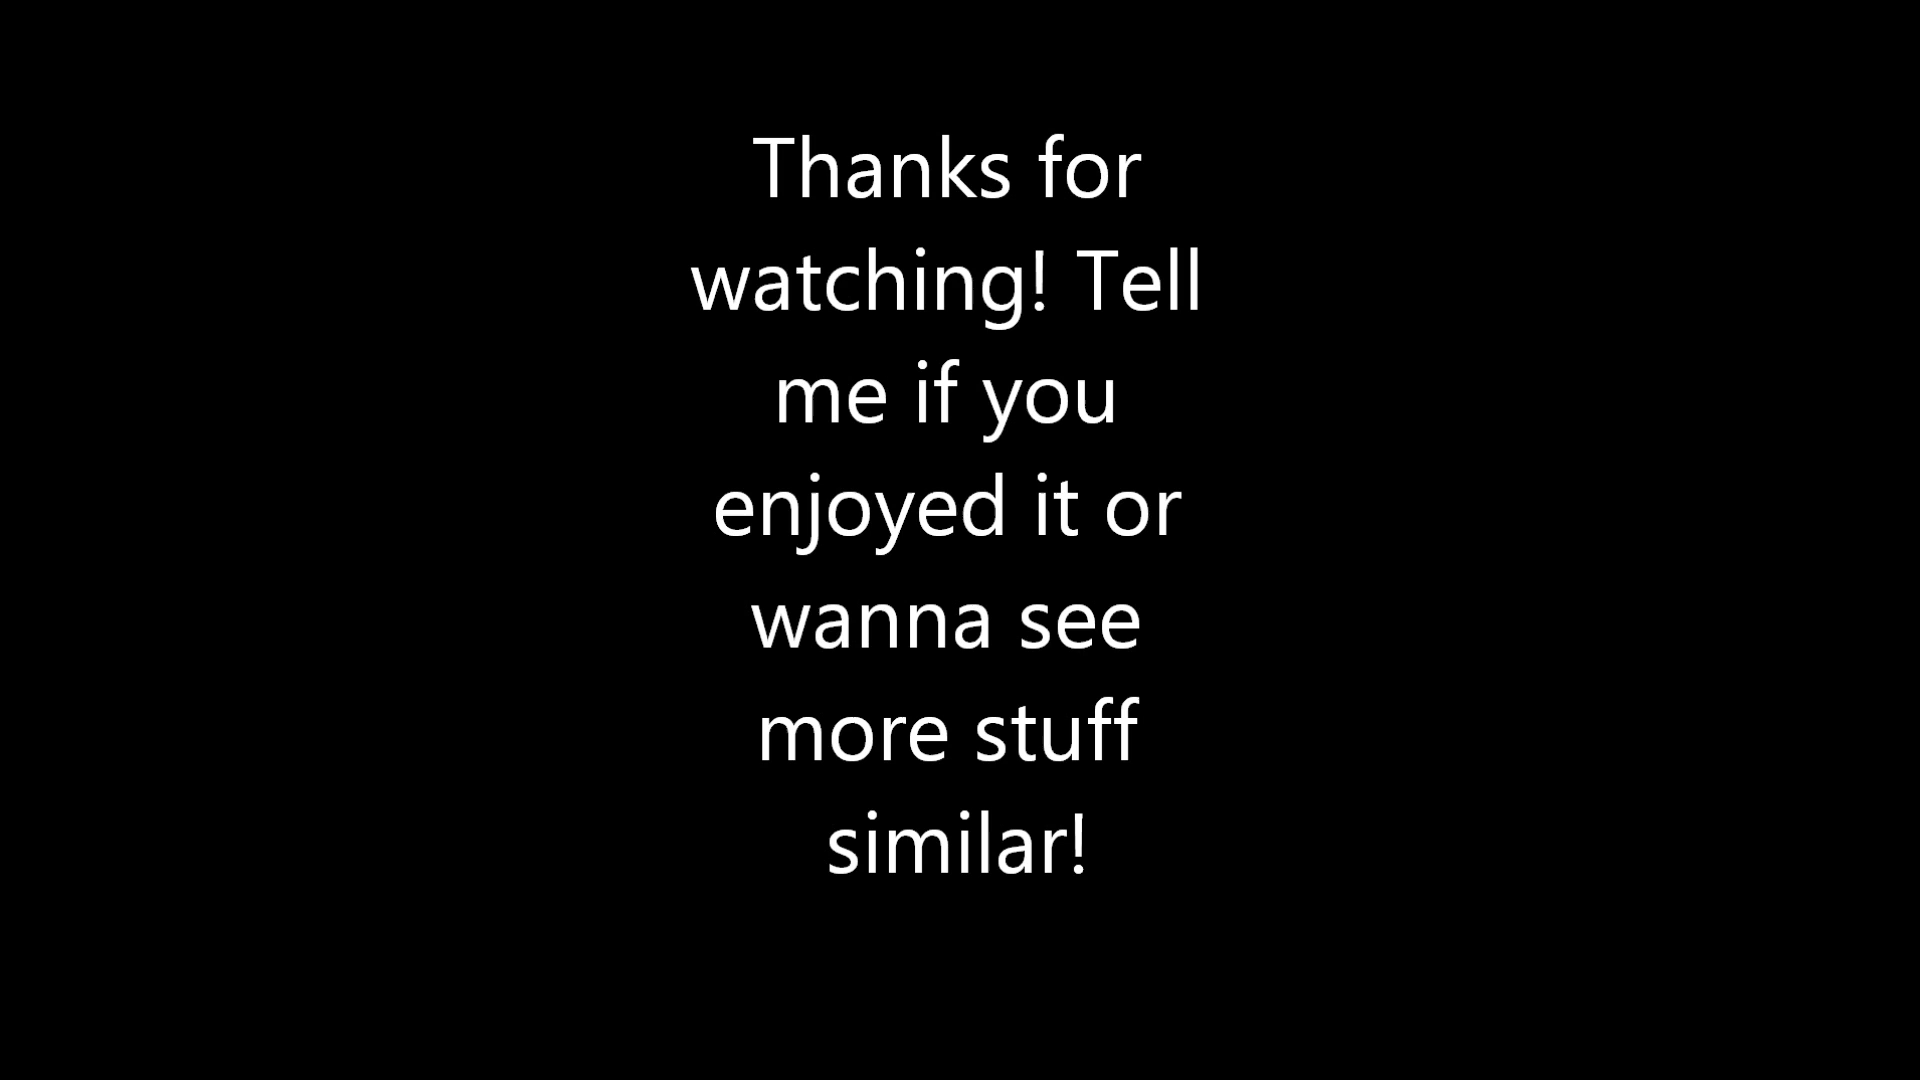 Thanks for
watching! Tell
me if you
enjoyed it or
wanna see
more stuff
similar!